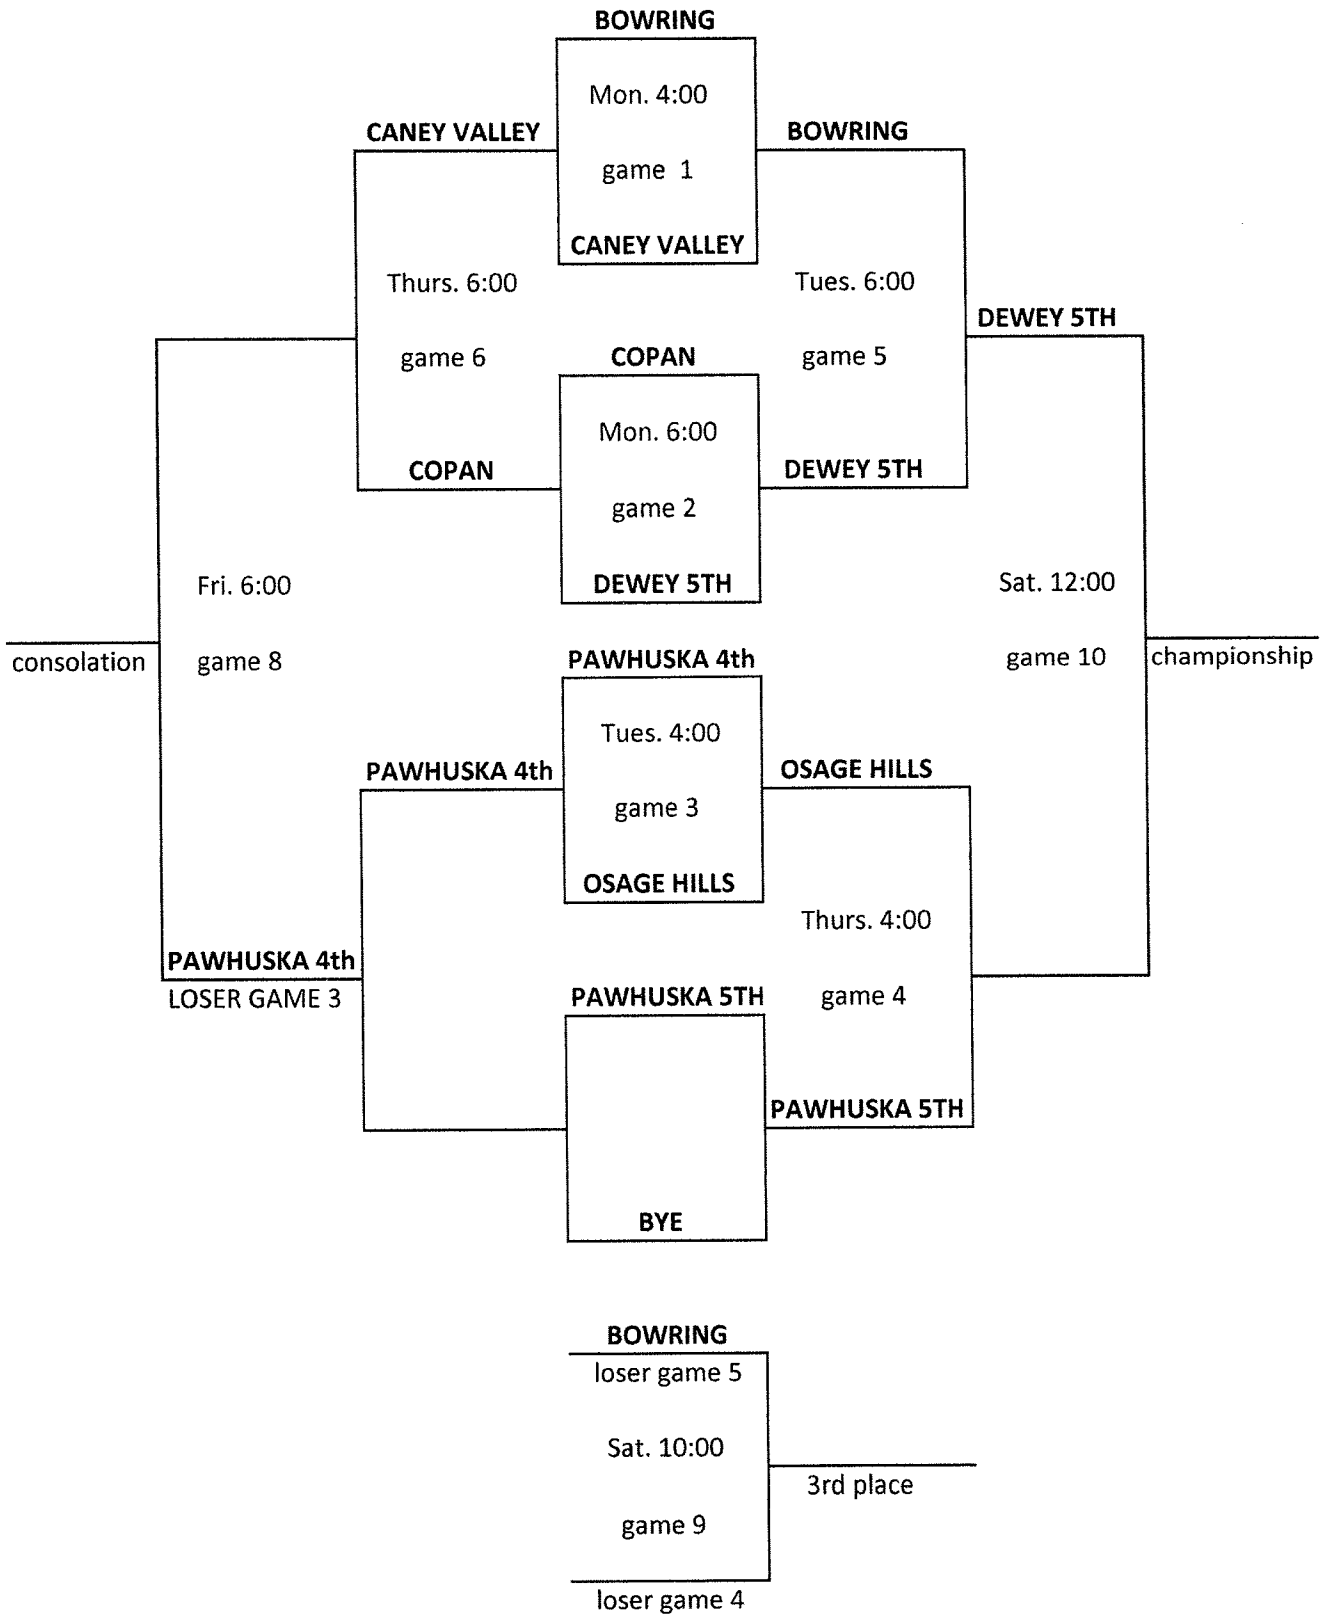 BOWRING
Mon. 4:00
CANEY VALLEY
BOWRING
game 1
CANEY VALLEY
Thurs. 6:00
Tues. 6:00
DEWEY 5TH
game 6
COPAN
game 5
Mon. 6:00
COPAN
DEWEY 5TH
game 2
Fri. 6:00
DEWEY 5TH
Sat. 12:00
consolation
game 8
PAWHUSKA 4th
game 10
championship
Tues. 4:00
PAWHUSKA 4th
OSAGE HILLS
game 3
OSAGE HILLS
Thurs. 4:00
PAWHUSKA 4th
LOSER GAME 3
PAWHUSKA 5TH
game 4
PAWHUSKA 5TH
BYE
BOWRING
loser game 5
Sat. 10:00
3rd place
game 9
loser game 4